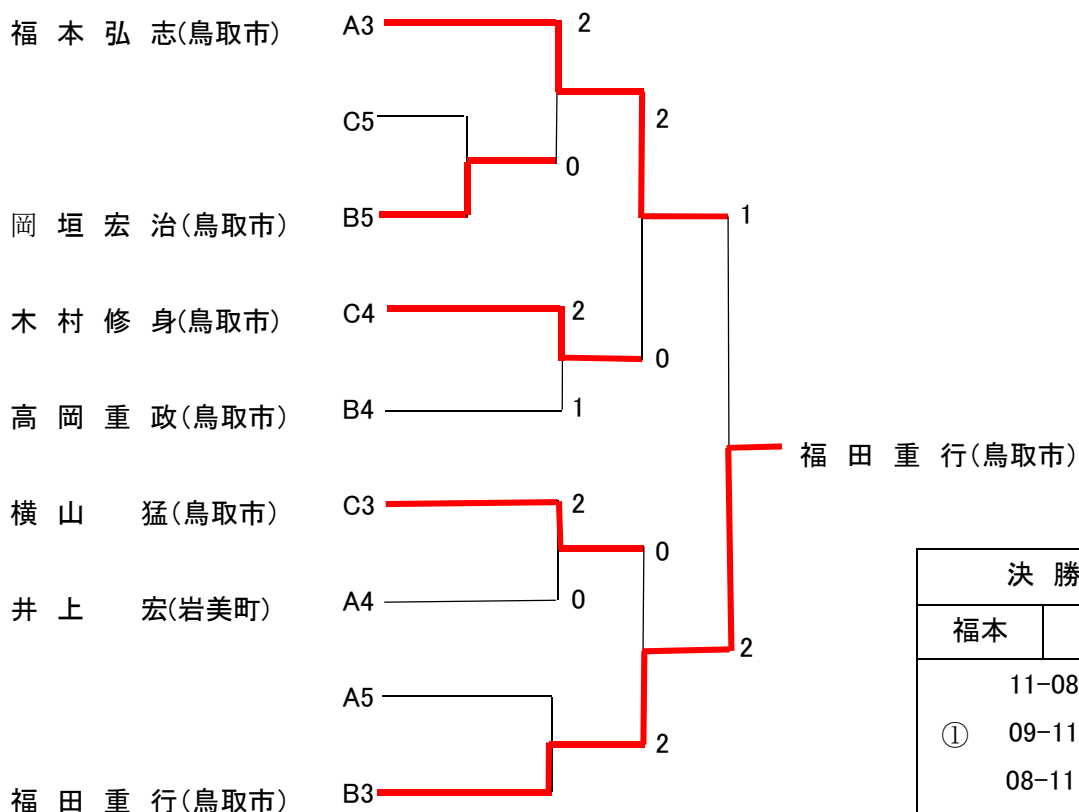 福本弘志(鳥取市) A3 2
C5 2
0
岡垣宏治(鳥取市) B5 1
木村修身(鳥取市) C4 2
0
高岡重政(鳥取市) B4 1
福田重行(鳥取市)
横山 猛(鳥取市) C3 2
0
井上 宏(岩美町) A4 0
2
A5
2
福田重行(鳥取市) B3
決勝
福本
11-08
① 09-11
08-11